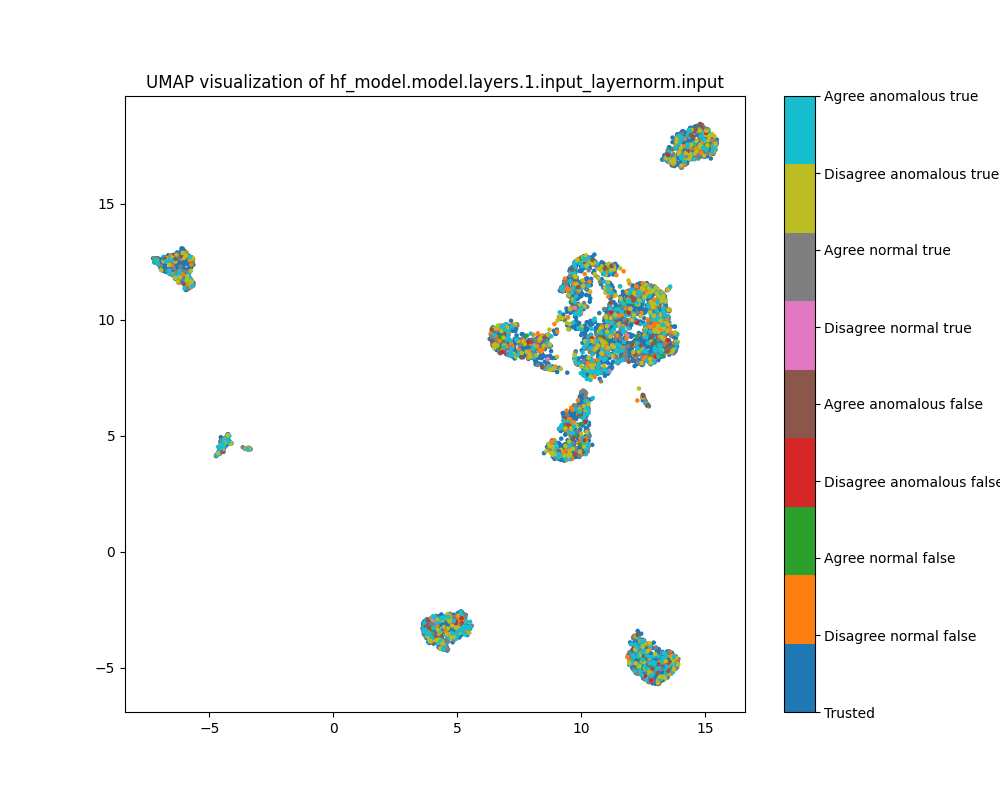 UMAP visualization of hf_model.model.layers.1.input_layernorm.input
15
10
5
0
−5
−5
0
5
10
15
Agree anomalous true
Disagree anomalous true
Agree normal true
Disagree normal true
Agree anomalous false
Disagree anomalous false
Agree normal false
Disagree normal false
Trusted